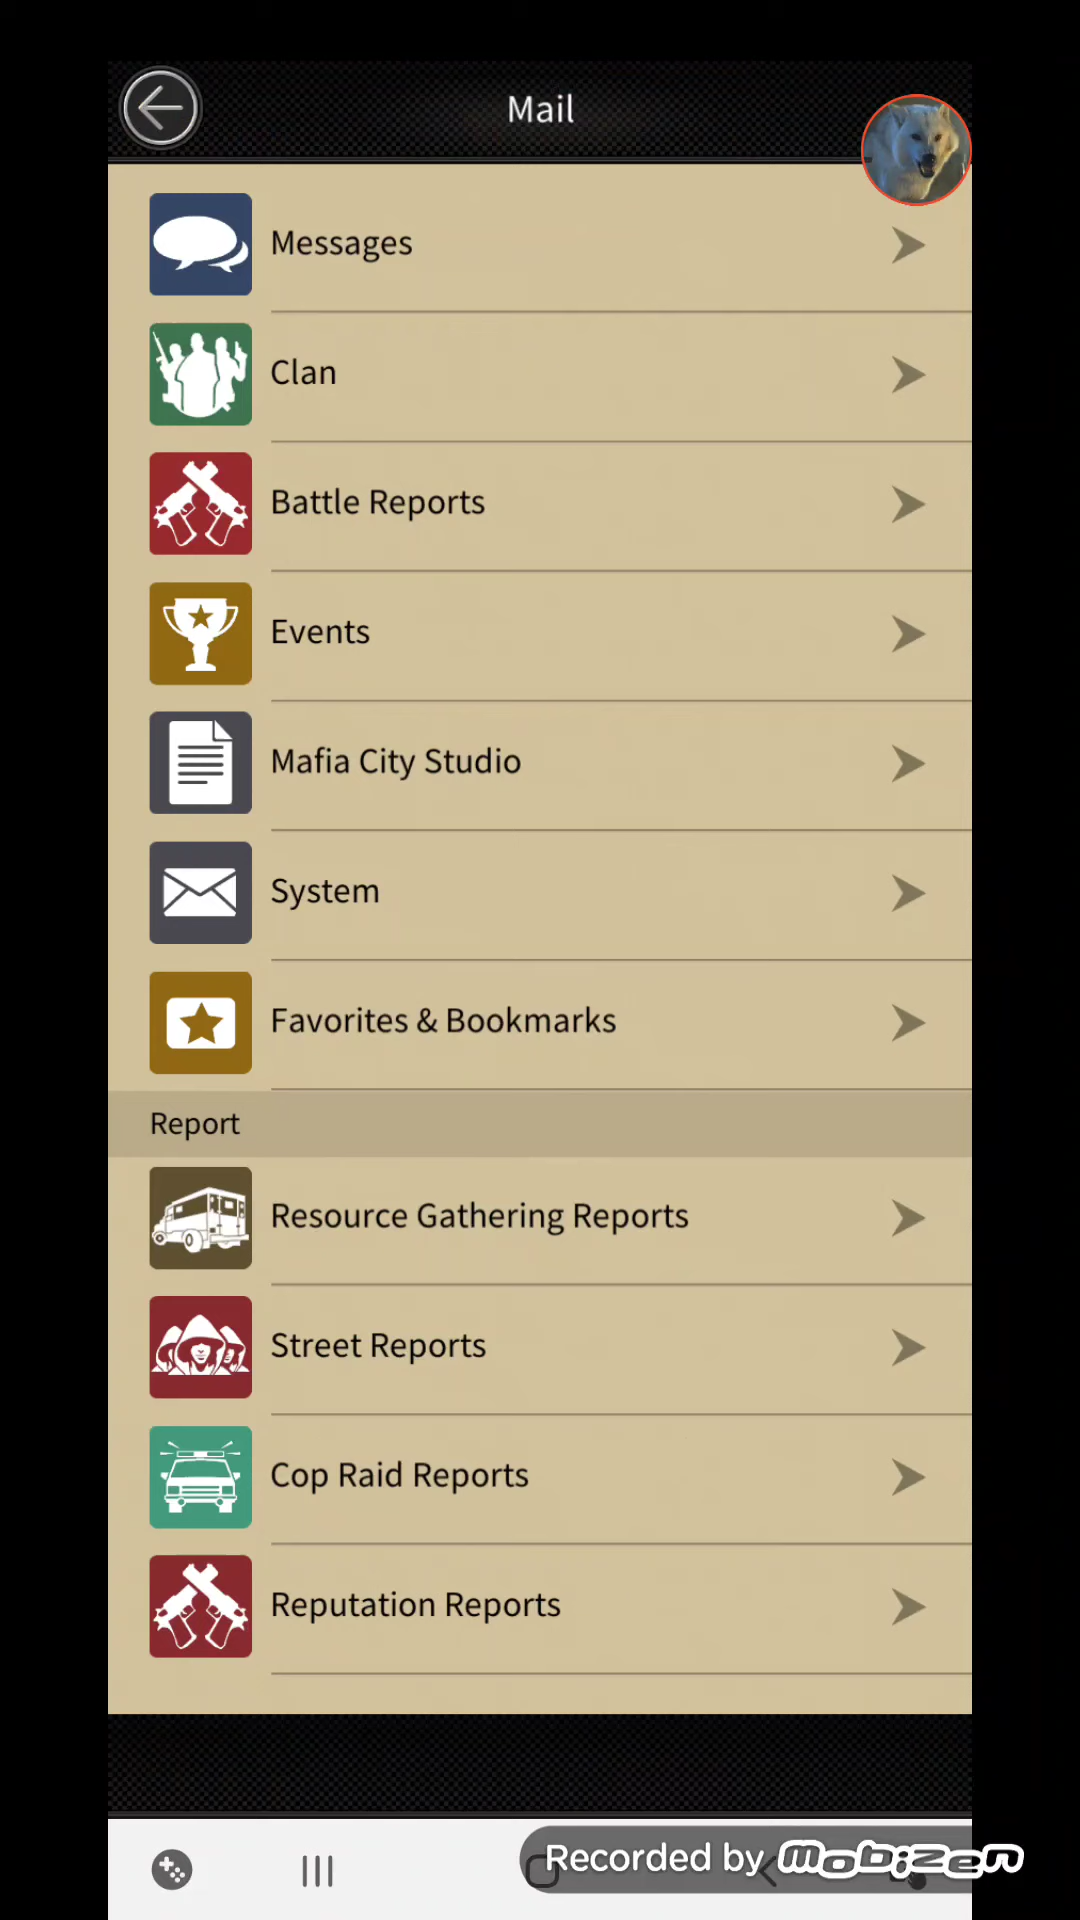 Mail
Messages
Clan
Battle Reports
Events
Mafia City Studio
System
Favorites & Bookmarks
Report
Resource Gathering Reports
Street Reports
Cop Raid Reports
Reputation Reports
Recorded by mobizen